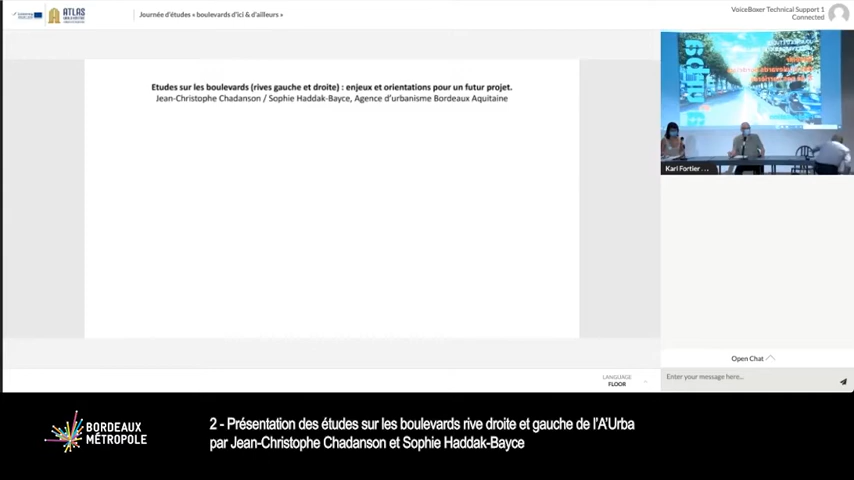 ATLAS
Journée d'études « boulevards d'ici & d'ailleurs »
VoiceBoxer Technical Support 1
Connected
Etudes sur les boulevards (rives gauche et droite) : enjeux et orientations pour un futur projet.
Jean-Christophe Chadanson / Sophie Haddak-Bayce, Agence d'urbanisme Bordeaux Aquitaine
Karl Fortier ...
Open Chat
Enter your message here...
LANGUAGE
FLOOR
BORDEAUX
MÉTROPOLE
2 - Présentation des études sur les boulevards rive droite et gauche de l'A'Urba
par Jean-Christophe Chadanson et Sophie Haddak-Bayce